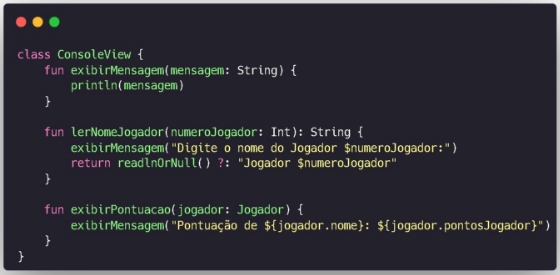 class ConsoleView {
    fun exibirMensagem(mensagem: String) {
        println(mensagem)
    }

    fun lerNomeJogador(numeroJogador: Int): String {
        exibirMensagem("Digite o nome do Jogador $numeroJogador:")
        return readlnOrNull() ?: "Jogador $numeroJogador"
    }

    fun exibirPontuacao(jogador: Jogador) {
        exibirMensagem("Pontuação de ${jogador.nome}: ${jogador.pontosJogador}")
    }
}